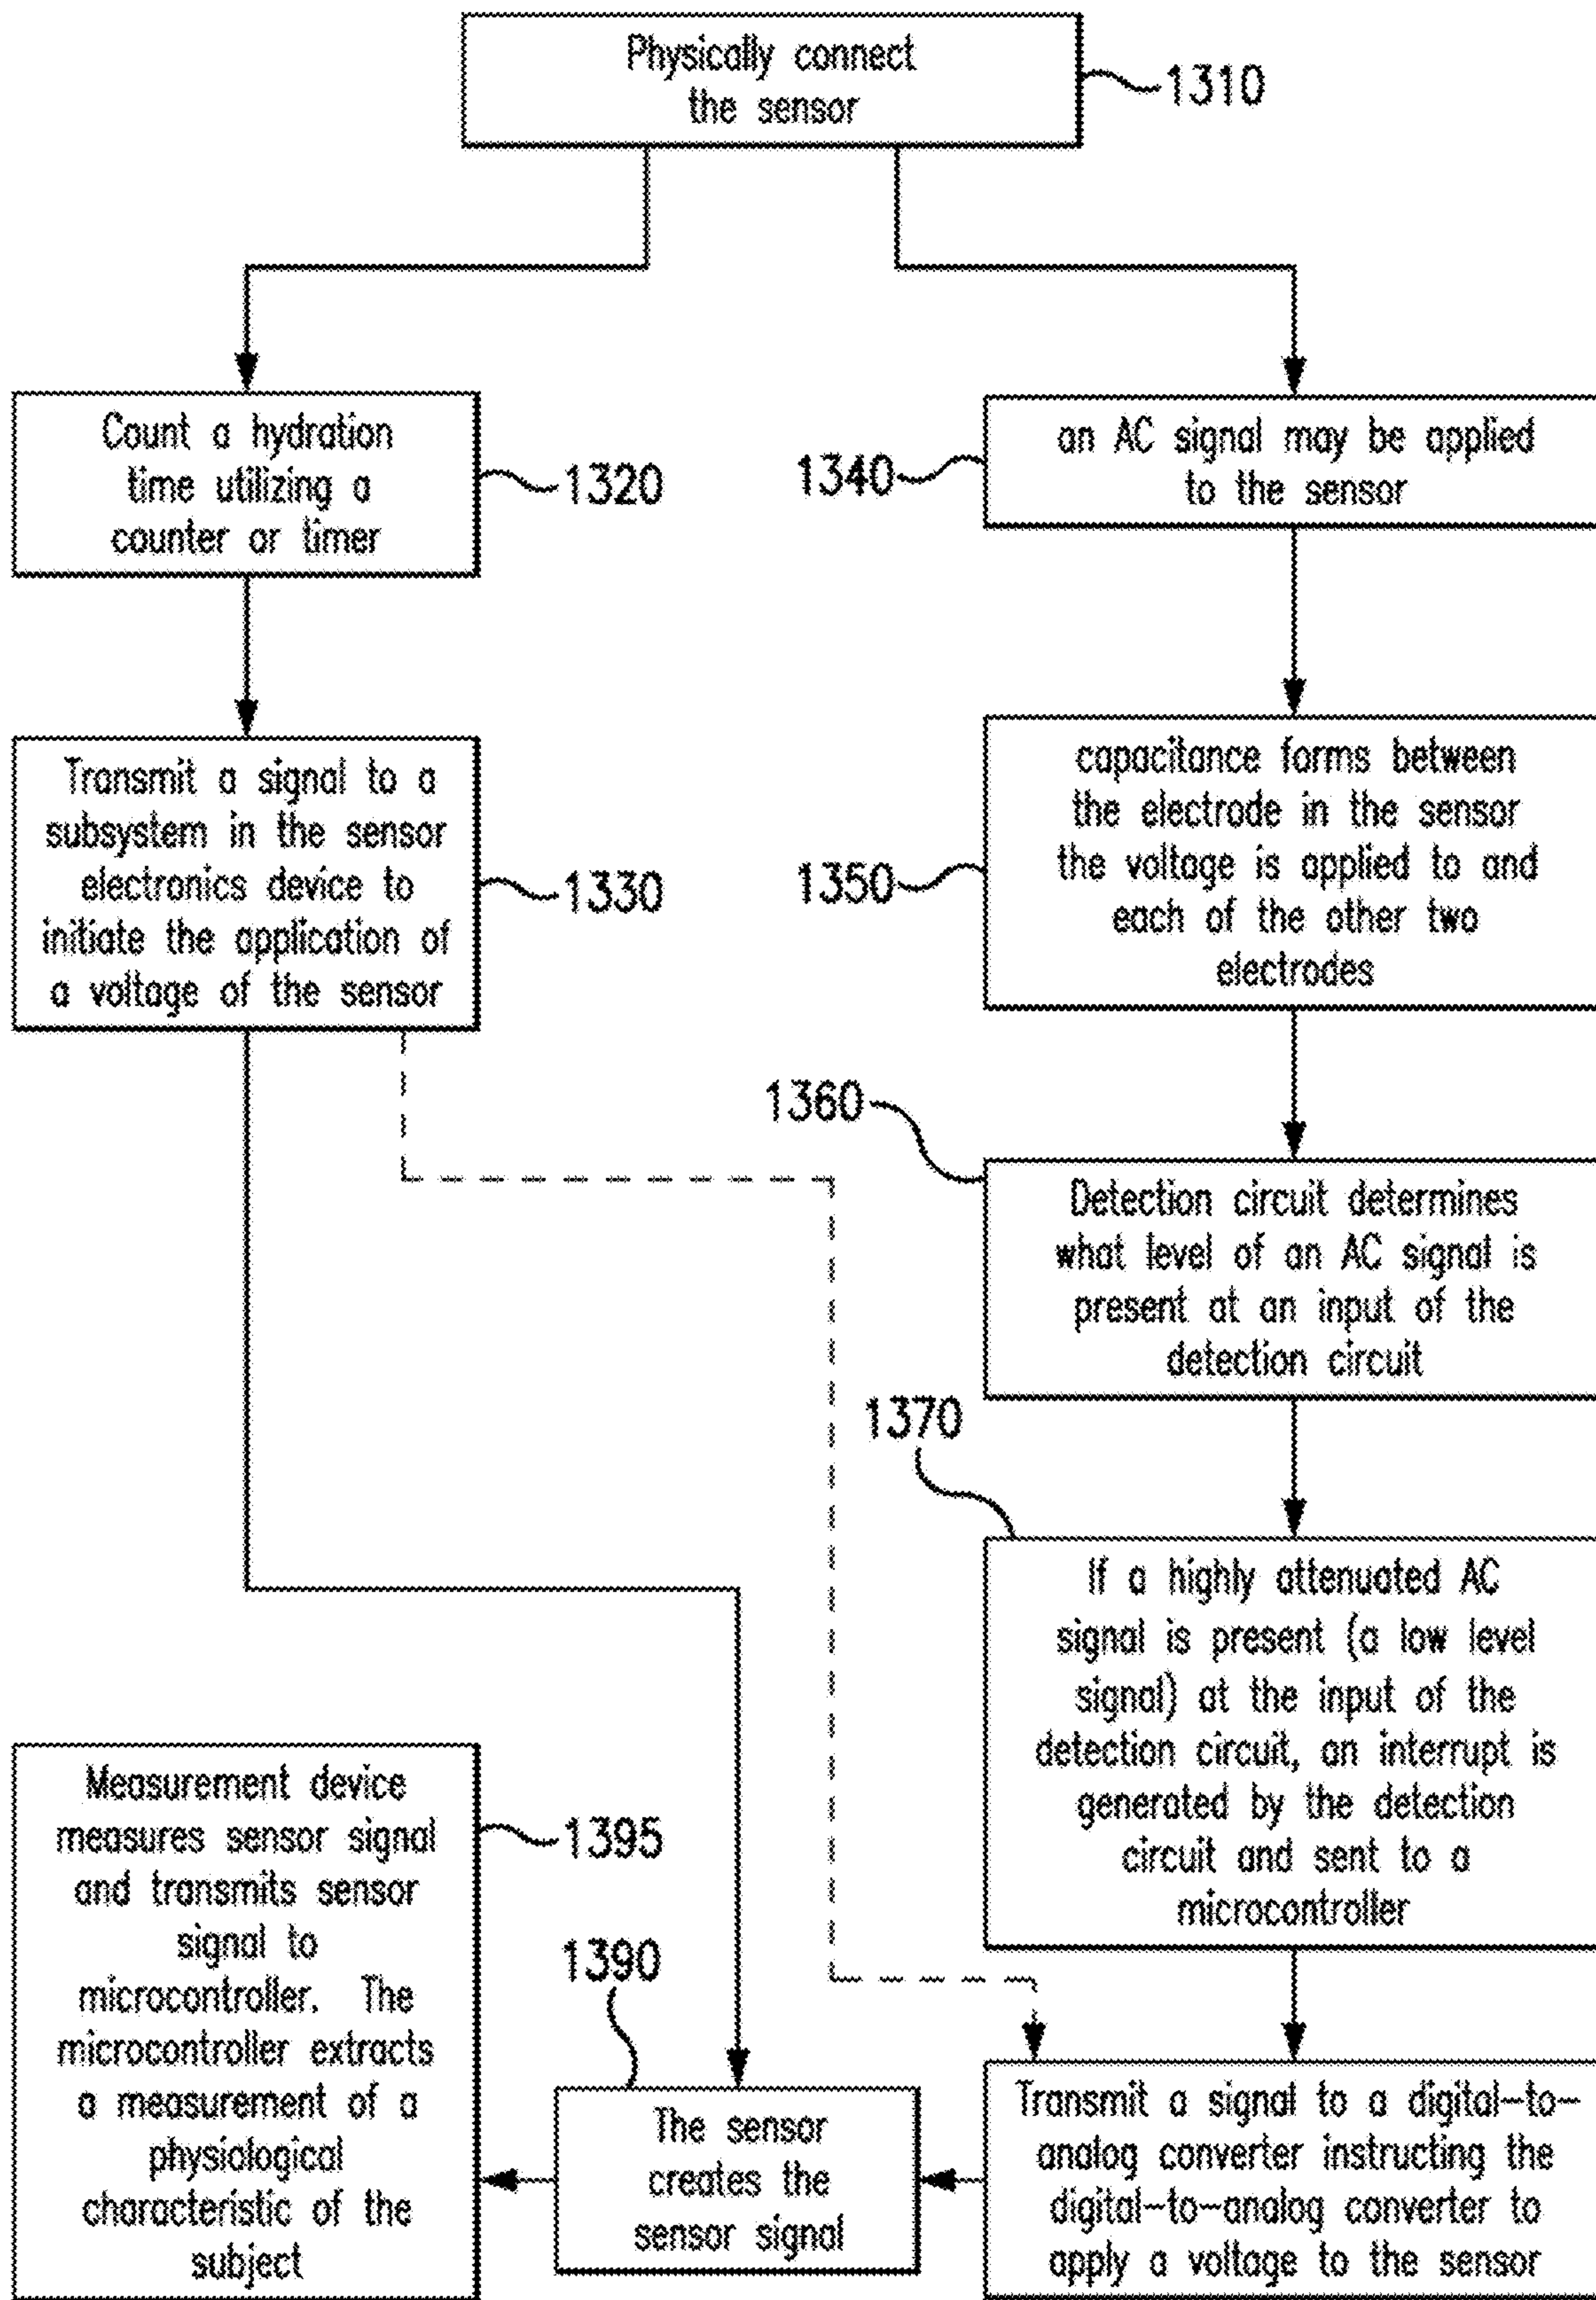 Physically connect
the sensor
1310
Count a hydration
time utilizing a
counter or timer
1320
1340
an AC signal may be applied
to the sensor
Transmit a signal to a
subsystem in the sensor
electronics device to
initiate the application of
a voltage of the sensor
1330
1350
capacitance forms between
the electrode in the sensor
the voltage is applied to and
each of the other two
electrodes
1360
Detection circuit determines
what level of an AC signal is
present at an input of the
detection circuit
1370
If a highly attenuated AC
signal is present (a low level
signal) at the input of the
detection circuit, an interrupt is
generated by the detection
circuit and sent to a
microcontroller
Measurement device
measures sensor signal
and transmits sensor
signal to
microcontroller. The
microcontroller extracts
a measurement of a
physiological
characteristic of the
subject
1395
1390
The sensor
creates the
sensor signal
Transmit a signal to a digital-to-
analog converter instructing the
digital-to-analog converter to
apply a voltage to the sensor